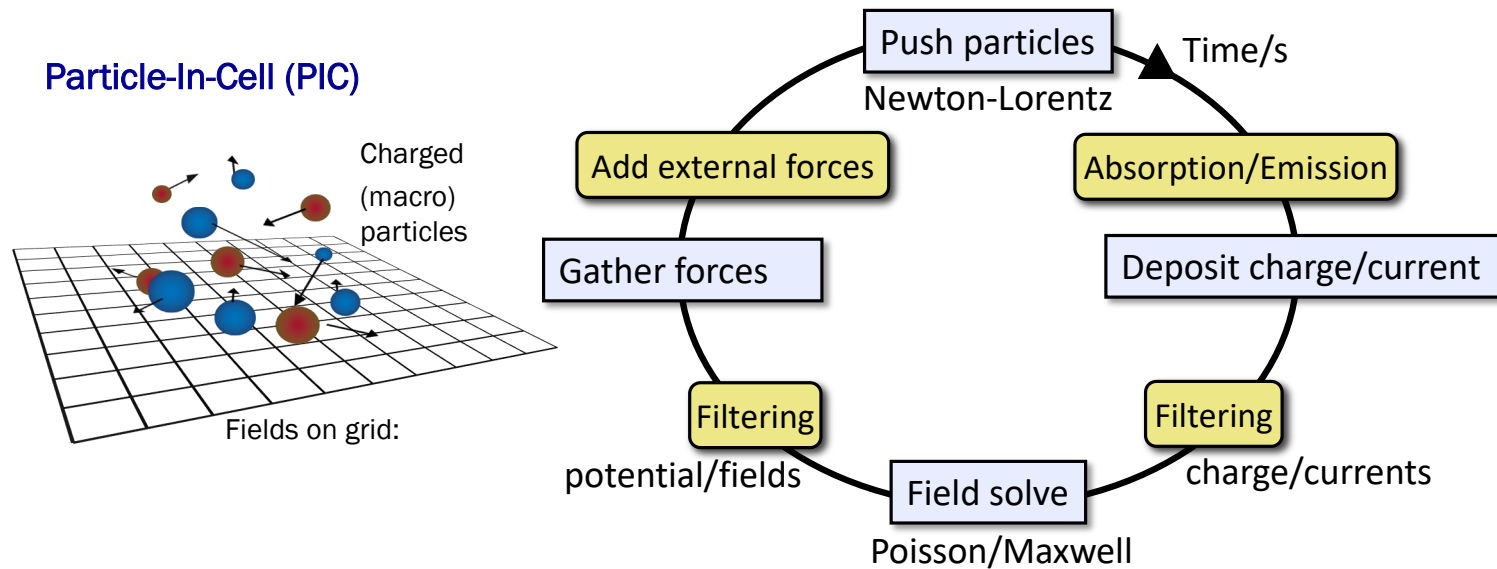 Particle-In-Cell (PIC)
Charged
(macro)
particles
Fields on grid:
Push particles
Newton-Lorentz
Time/s
Absorption/Emission
Deposit charge/current
Filtering
charge/currents
Field solve
Poisson/Maxwell
Filtering
potential/fields
Gather forces
Add external forces